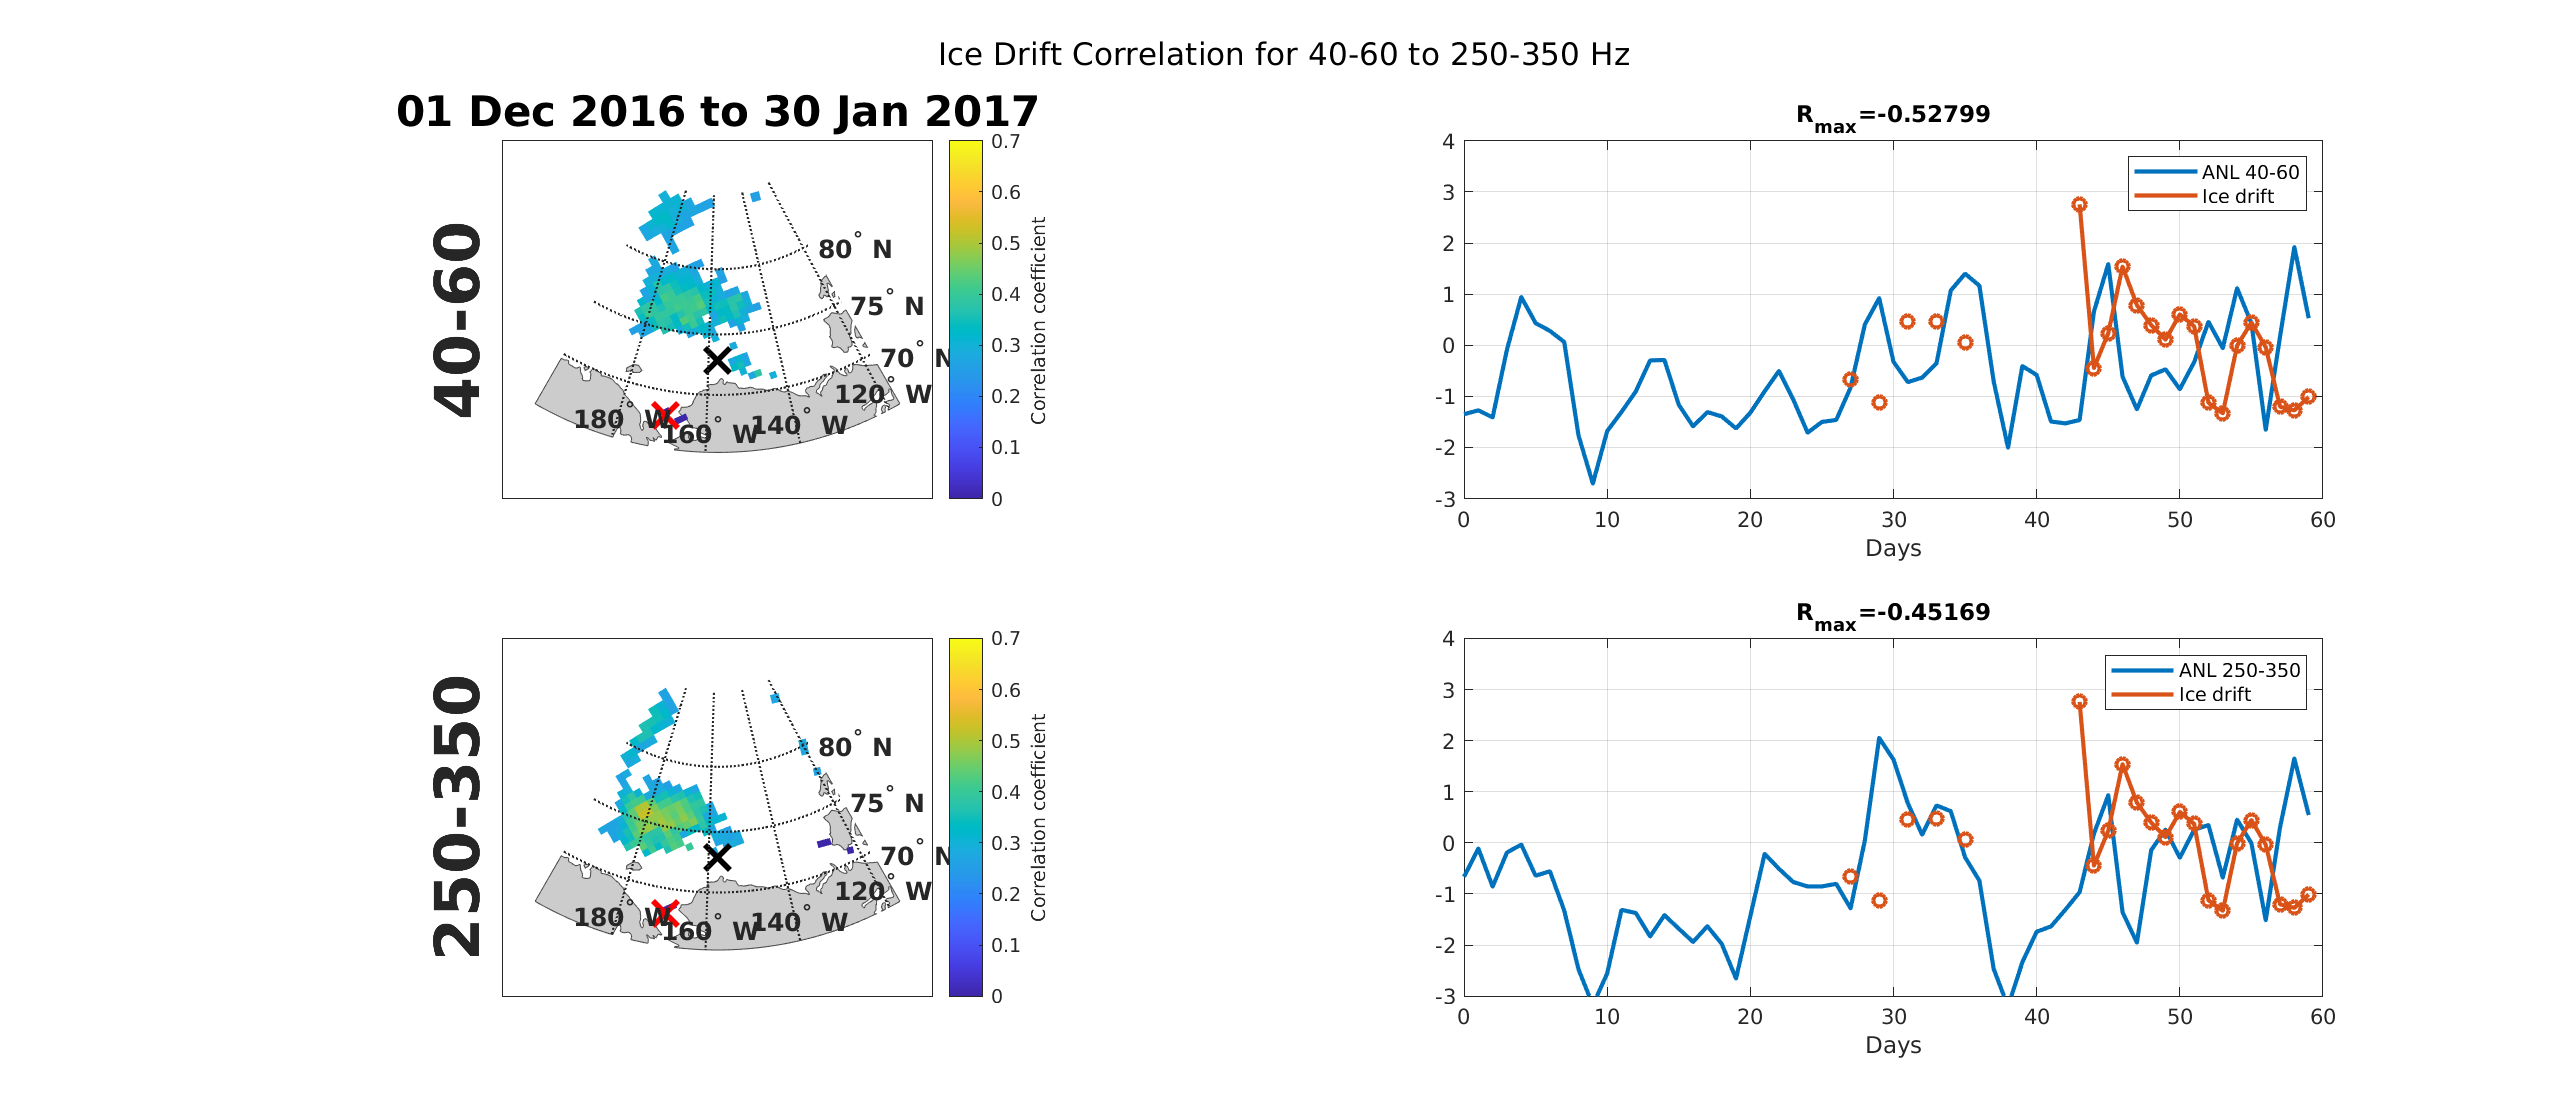 Ice Drift Correlation for 40-60 to 250-350 Hz
01 Dec 2016 to 30 Jan 2017
40-60
80° N
75° N
70° N
120° W
180° W
160° W
140° W
0.7
0.6
0.5
0.4
0.3
0.2
0.1
0
Correlation coefficient
Rmax=-0.52799
4
3
2
1
0
-1
-2
-3
0 10 20 30 40 50 60
Days
ANL 40-60
Ice drift
250-350
80° N
75° N
70° N
120° W
180° W
160° W
140° W
0.7
0.6
0.5
0.4
0.3
0.2
0.1
0
Correlation coefficient
Rmax=-0.45169
4
3
2
1
0
-1
-2
-3
0 10 20 30 40 50 60
Days
ANL 250-350
Ice drift